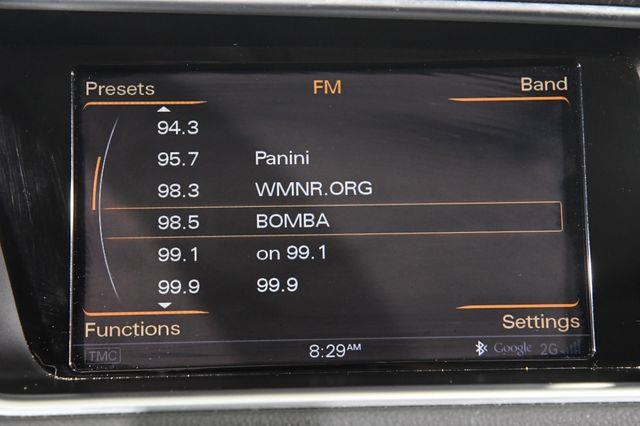 Presets FM Band
94.3
95.7 Panini
98.3 WMNR.ORG
98.5 BOMBA
99.1 on 99.1
99.9 99.9
Functions Settings
TMC 8:29AM Google 2G